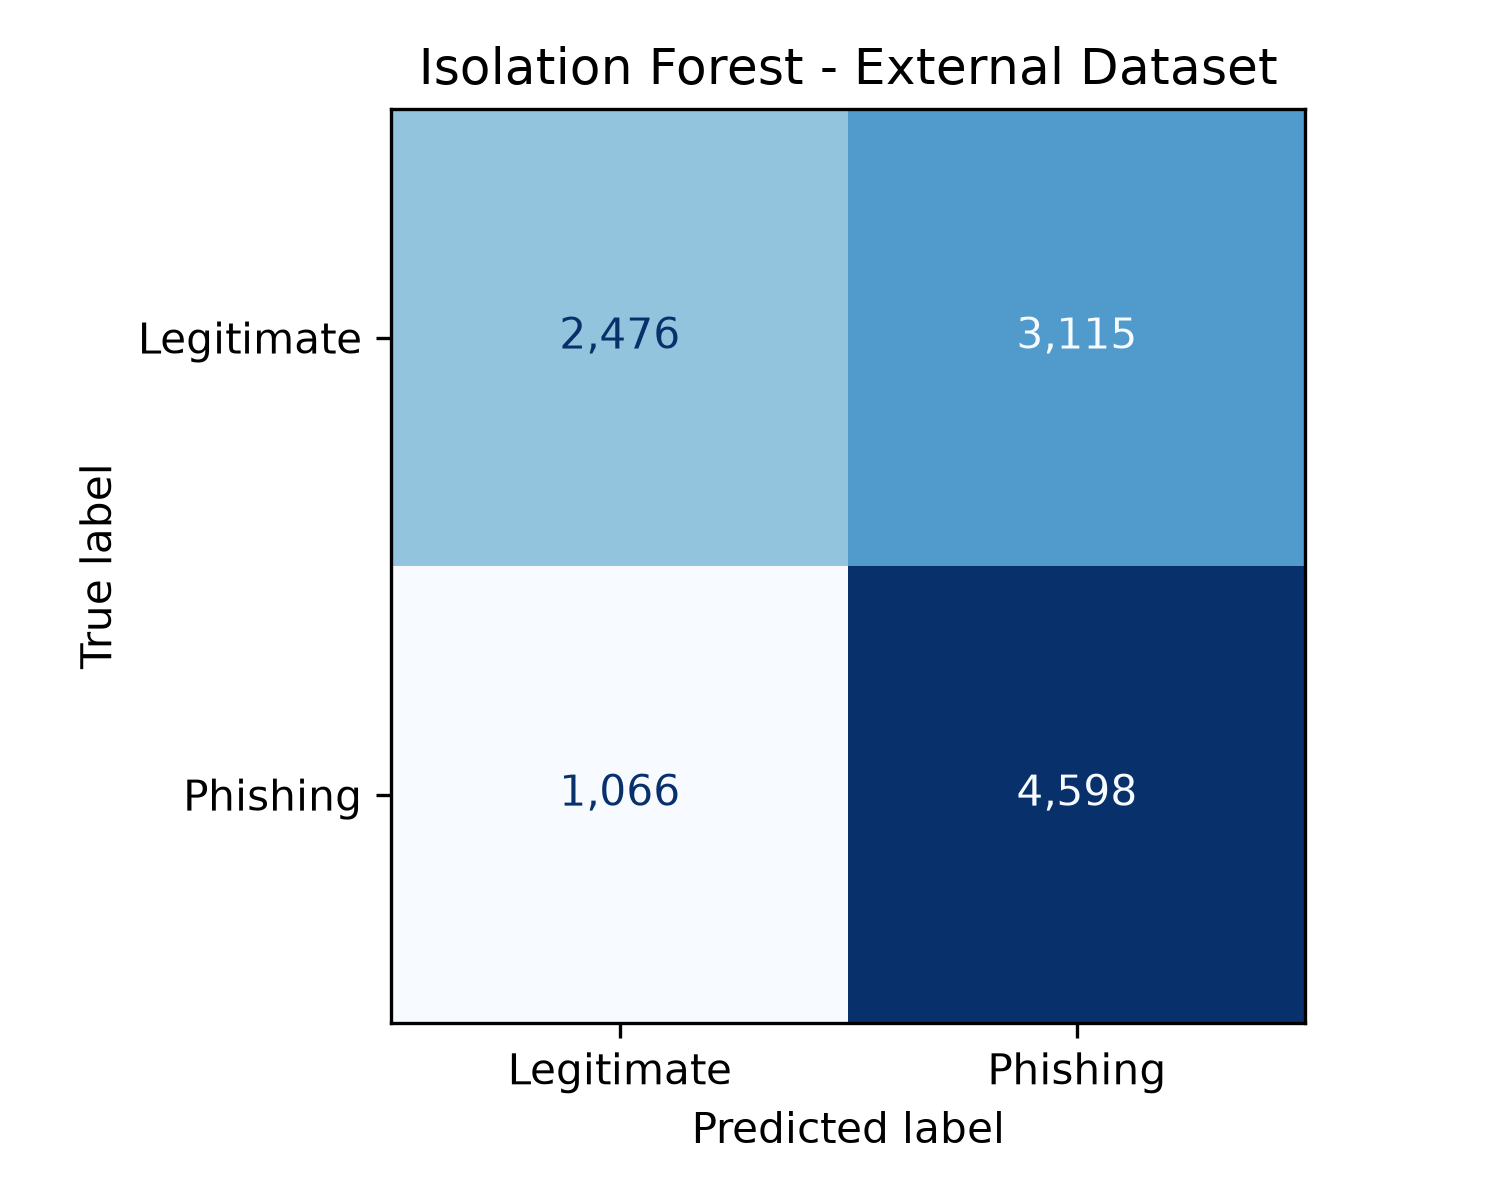 Isolation Forest - External Dataset
Legitimate
2,476
3,115
True label
Phishing
1,066
4,598
Legitimate
Phishing
Predicted label